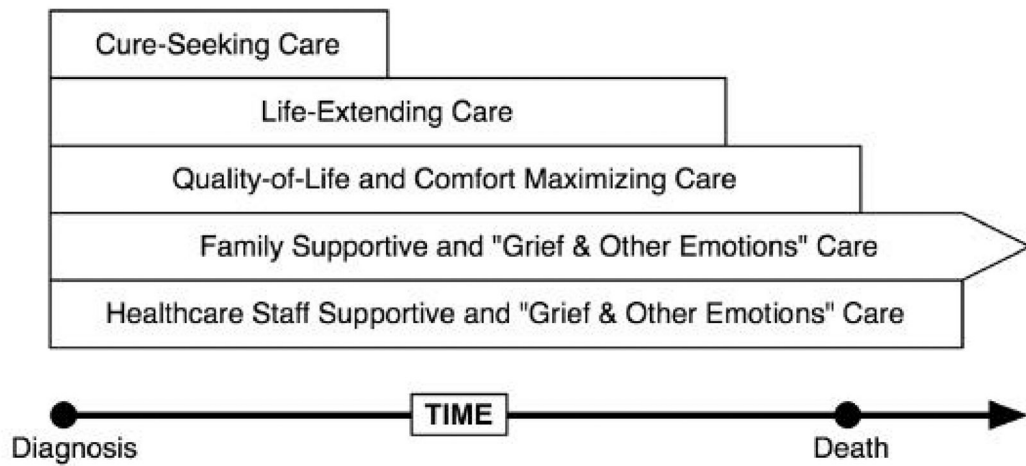 Cure-Seeking Care
Life-Extending Care
Quality-of-Life and Comfort Maximizing Care
Family Supportive and "Grief & Other Emotions" Care
Healthcare Staff Supportive and "Grief & Other Emotions" Care
TIME
Diagnosis
Death